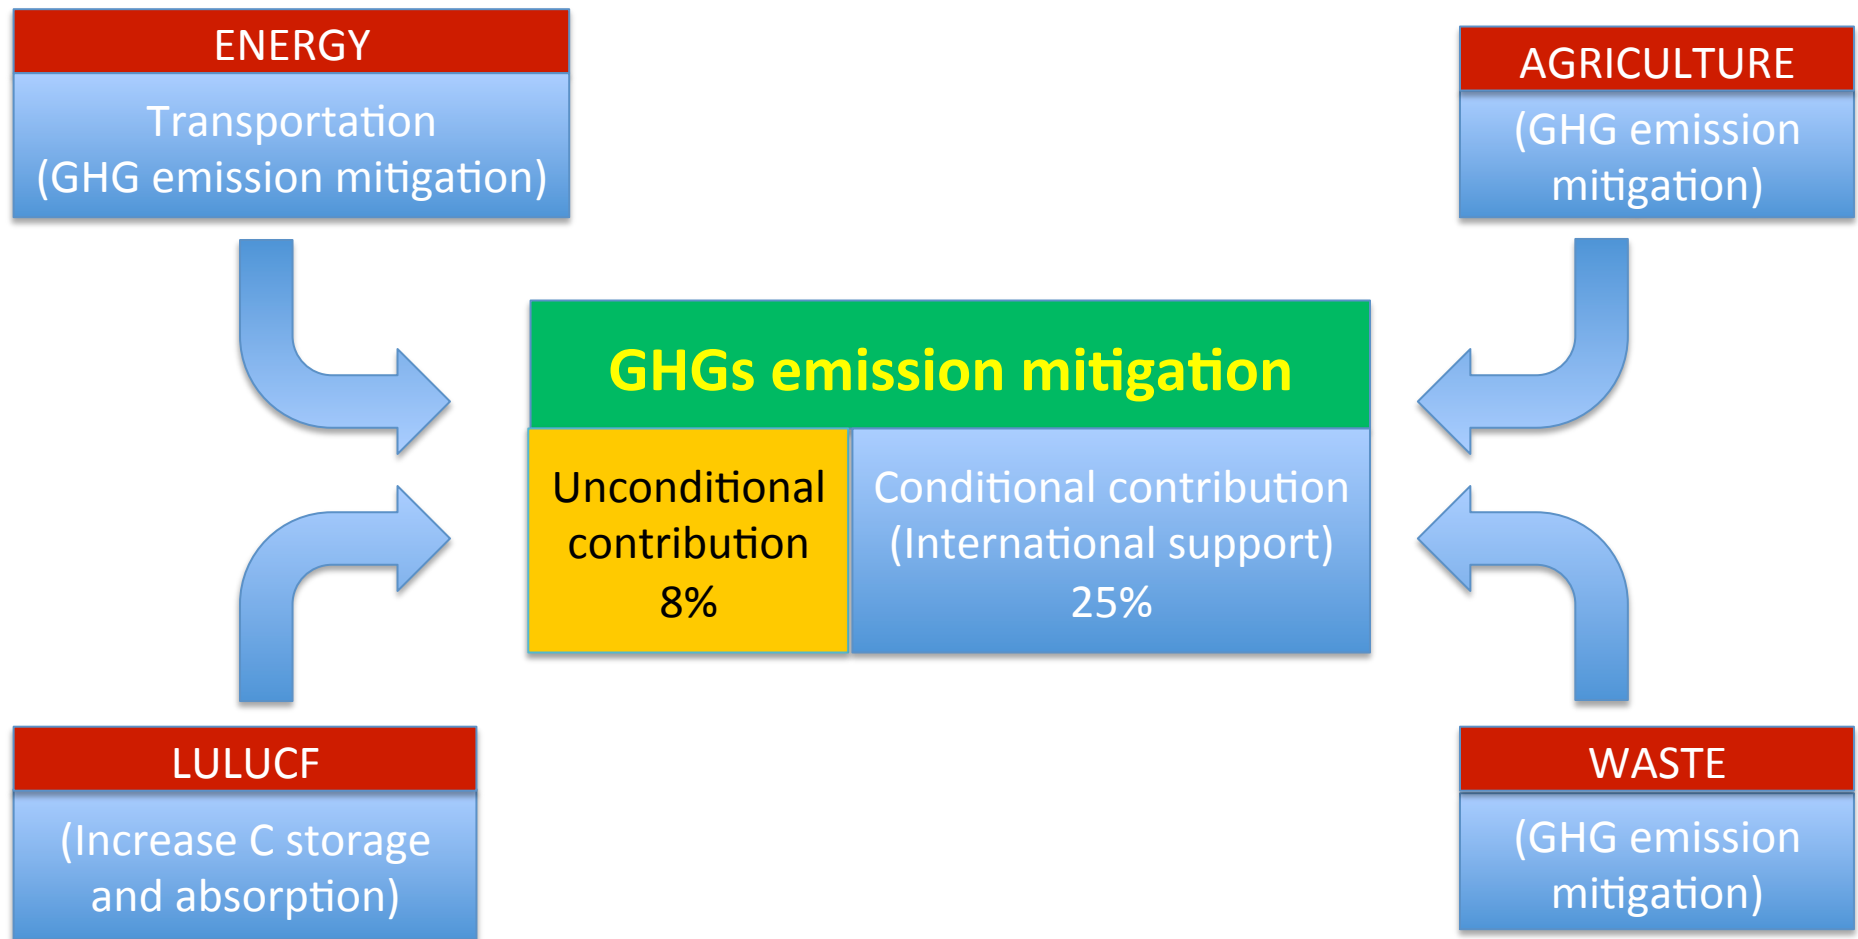 ENERGY
Transportation
(GHG emission mitigation)
AGRICULTURE
(GHG emission
mitigation)
GHGs emission mitigation
Unconditional
contribution
8%
Conditional contribution
(International support)
25%
LULUCF
(Increase C storage
and absorption)
WASTE
(GHG emission
mitigation)